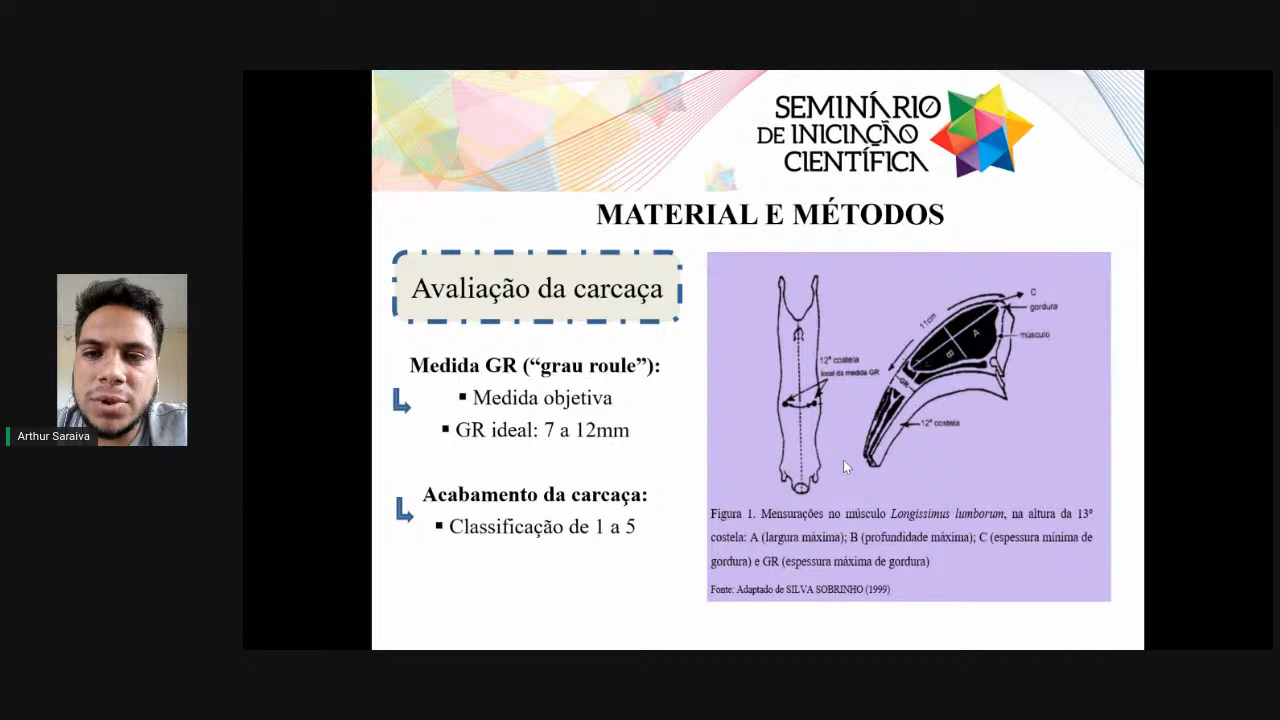 SEMINÁRIO
DE INICIAÇÃO
CIENTÍFICA
MATERIAL E MÉTODOS
Avaliação da carcaça
Medida GR (“grau roule”):
▪ Medida objetiva
▪ GR ideal: 7 a 12mm
Acabamento da carcaça:
▪ Classificação de 1 a 5
C
gordura
11cm
A
músculo
B
12ª costela
local da medida GR
GR
12ª costela
Figura 1. Mensurações no músculo Longissimus lumborum, na altura da 13ª
costela: A (largura máxima); B (profundidade máxima); C (espessura mínima de
gordura) e GR (espessura máxima de gordura)
Fonte: Adaptado de SILVA SOBRINHO (1999)
Arthur Saraiva